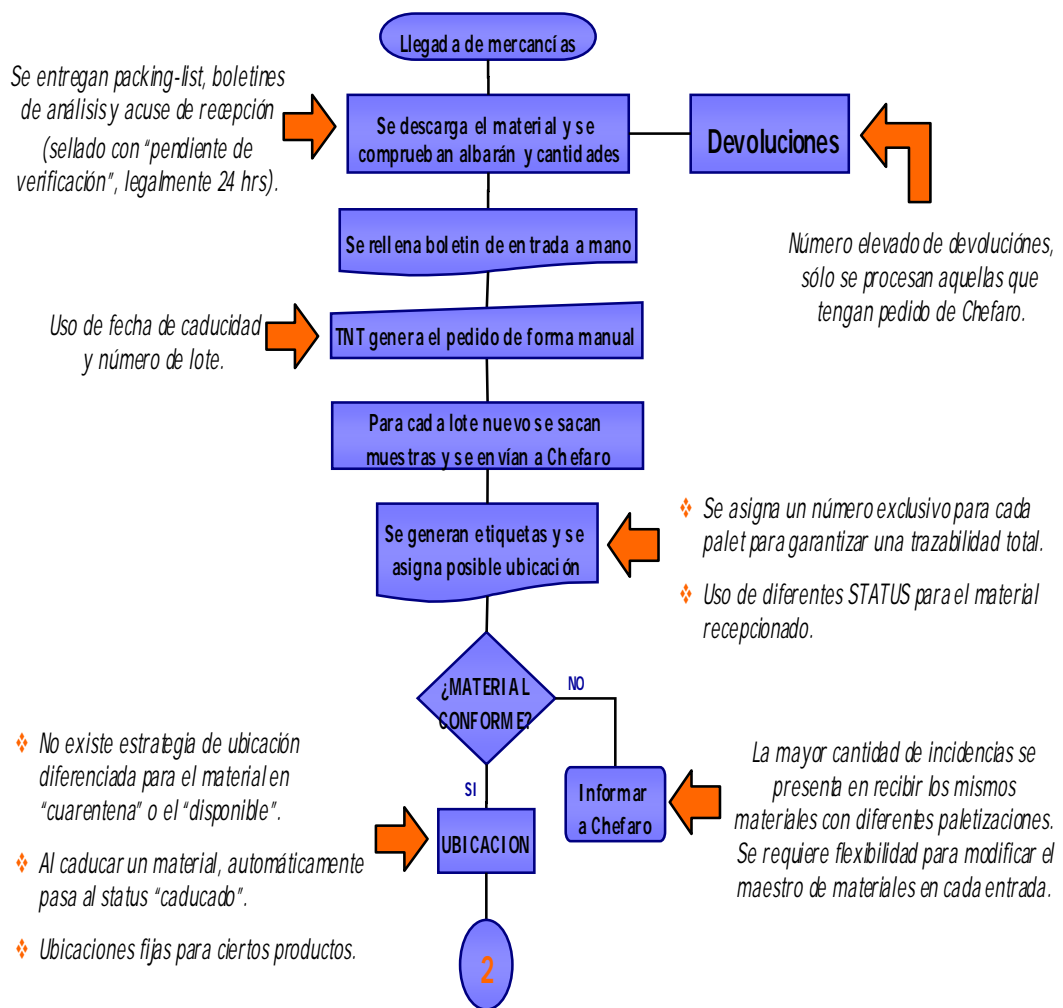 Llegada de mercancías
Se entregan packing-list, boletines
de análisis y acuse de recepción
(sellado con "pendiente de
verificación", legalmente 24 hrs).
Se descarga el material y se
comprueban albarán y cantidades
Devoluciones
Número elevado de devoluciónes,
sólo se procesan aquellas que
tengan pedido de Chefaro.
Se rellena boletin de entrada a mano
Uso de fecha de caducidad
y número de lote.
TNT genera el pedido de forma manual
Para cada lote nuevo se sacan
muestras y se envían a Chefaro
Se generan etiquetas y se
asigna posible ubicación
❖ Se asigna un número exclusivo para cada
palet para garantizar una trazabilidad total.
❖ Uso de diferentes STATUS para el material
recepcionado.
¿MATERIAL
CONFORME?
NO
SI
Informar
a Chefaro
La mayor cantidad de incidencias se
presenta en recibir los mismos
materiales con diferentes paletizaciones.
Se requiere flexibilidad para modificar el
maestro de materiales en cada entrada.
❖ No existe estrategia de ubicación
diferenciada para el material en
"cuarentena" o el "disponible".
❖ Al caducar un material, automáticamente
pasa al status "caducado".
❖ Ubicaciones fijas para ciertos productos.
UBICACION
2